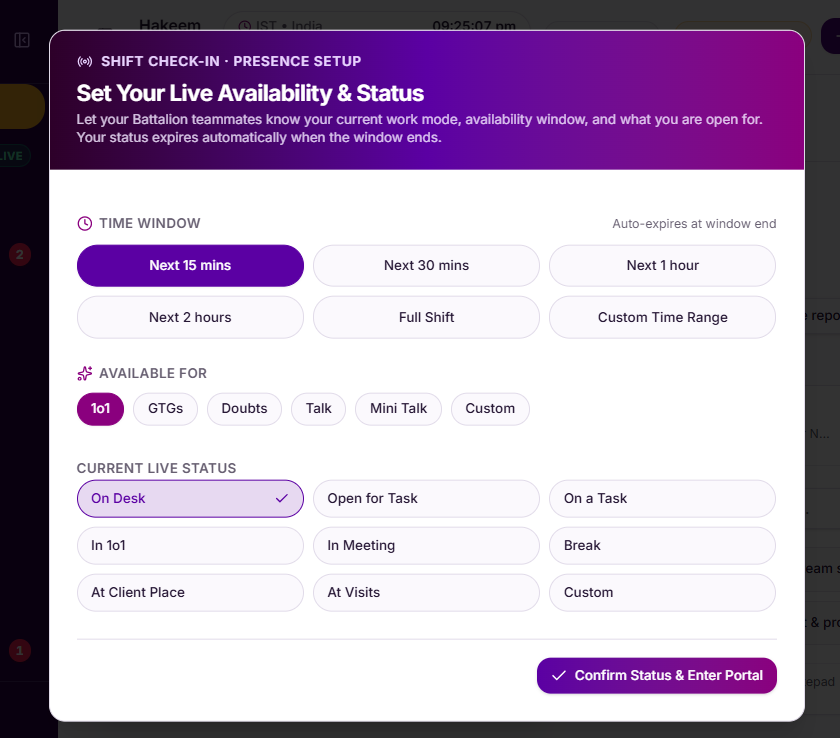 Hakeem IST • India 09:25:07 pm
SHIFT CHECK-IN · PRESENCE SETUP
Set Your Live Availability & Status
Let your Battalion teammates know your current work mode, availability window, and what you are open for.
Your status expires automatically when the window ends.
LIVE
TIME WINDOW Auto-expires at window end
2
Next 15 mins Next 30 mins Next 1 hour
Next 2 hours Full Shift Custom Time Range
AVAILABLE FOR
1o1 GTGs Doubts Talk Mini Talk Custom
N...
CURRENT LIVE STATUS
On Desk Open for Task On a Task
In 1o1 In Meeting Break
At Client Place At Visits Custom
1
Confirm Status & Enter Portal